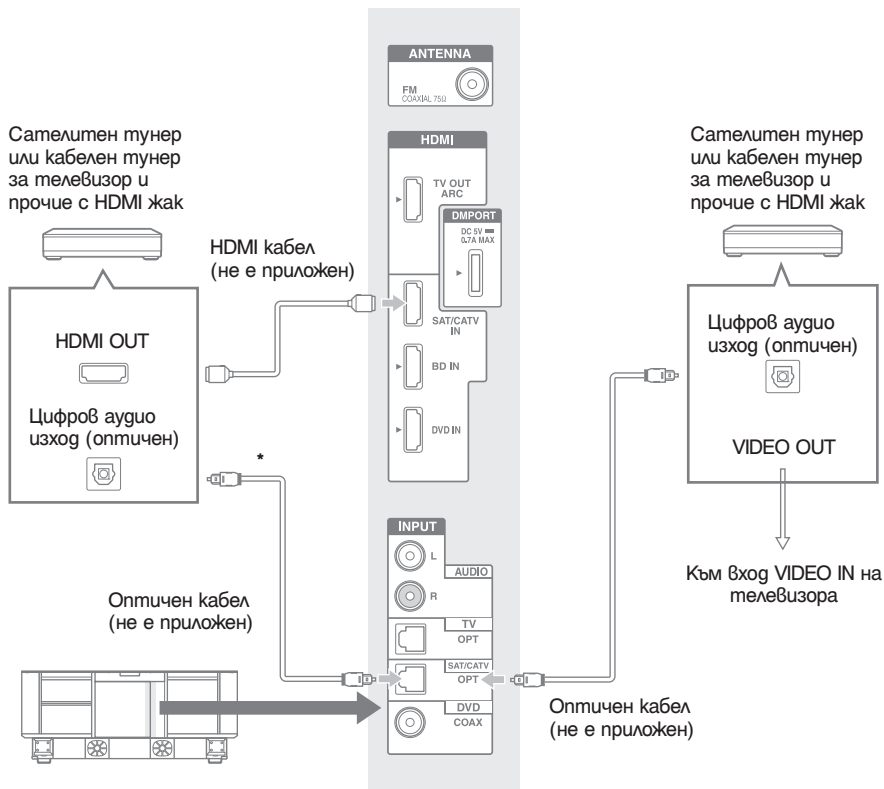 ANTENNA
FM
COAXIAL 75Ω
HDMI
TV OUT
ARC
DMPORT
DC 5V
0.7A MAX
SAT/CATV
IN
BD IN
DVD IN
Сателитен тунер
или кабелен тунер
за телевизор и
прочие с HDMI жак
HDMI кабел
(не е приложен)
HDMI OUT
Цифров аудио
изход (оптичен)
*
Оптичен кабел
(не е приложен)
INPUT
L
AUDIO
R
TV
OPT
SAT/CATV
OPT
DVD
COAX
Сателитен тунер
или кабелен тунер
за телевизор и
прочие с HDMI жак
Цифров аудио
изход (оптичен)
VIDEO OUT
Към вход VIDEO IN на
телевизора
Оптичен кабел
(не е приложен)